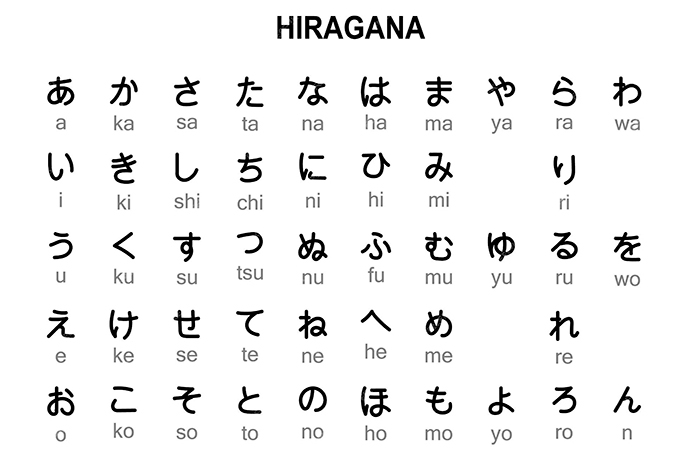 HIRAGANA
あ か さ た な は ま や ら わ
a ka sa ta na ha ma ya ra wa
い き し ち に ひ み り
i ki shi chi ni hi mi ri
う く す つ ぬ ふ む ゆ る を
u ku su tsu nu fu mu yu ru wo
え け せ て ね へ め れ
e ke se te ne he me re
お こ そ と の ほ も よ ろ ん
o ko so to no ho mo yo ro n